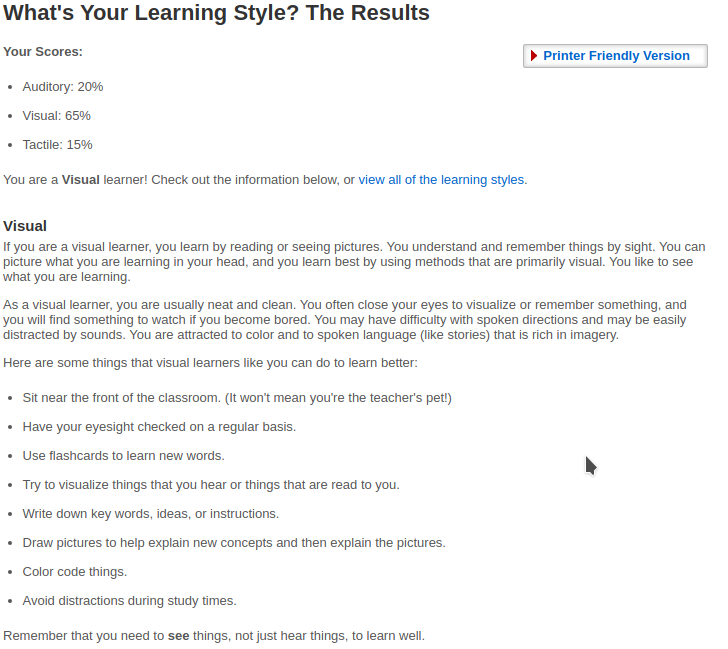 What's Your Learning Style? The Results
Your Scores:
Printer Friendly Version
Auditory: 20%
Visual: 65%
Tactile: 15%
You are a Visual learner! Check out the information below, or view all of the learning styles.
Visual
If you are a visual learner, you learn by reading or seeing pictures. You understand and remember things by sight. You can
picture what you are learning in your head, and you learn best by using methods that are primarily visual. You like to see
what you are learning.
As a visual learner, you are usually neat and clean. You often close your eyes to visualize or remember something, and
you will find something to watch if you become bored. You may have difficulty with spoken directions and may be easily
distracted by sounds. You are attracted to color and to spoken language (like stories) that is rich in imagery.
Here are some things that visual learners like you can do to learn better:
Sit near the front of the classroom. (It won't mean you're the teacher's pet!)
Have your eyesight checked on a regular basis.
Use flashcards to learn new words.
Try to visualize things that you hear or things that are read to you.
Write down key words, ideas, or instructions.
Draw pictures to help explain new concepts and then explain the pictures.
Color code things.
Avoid distractions during study times.
Remember that you need to see things, not just hear things, to learn well.